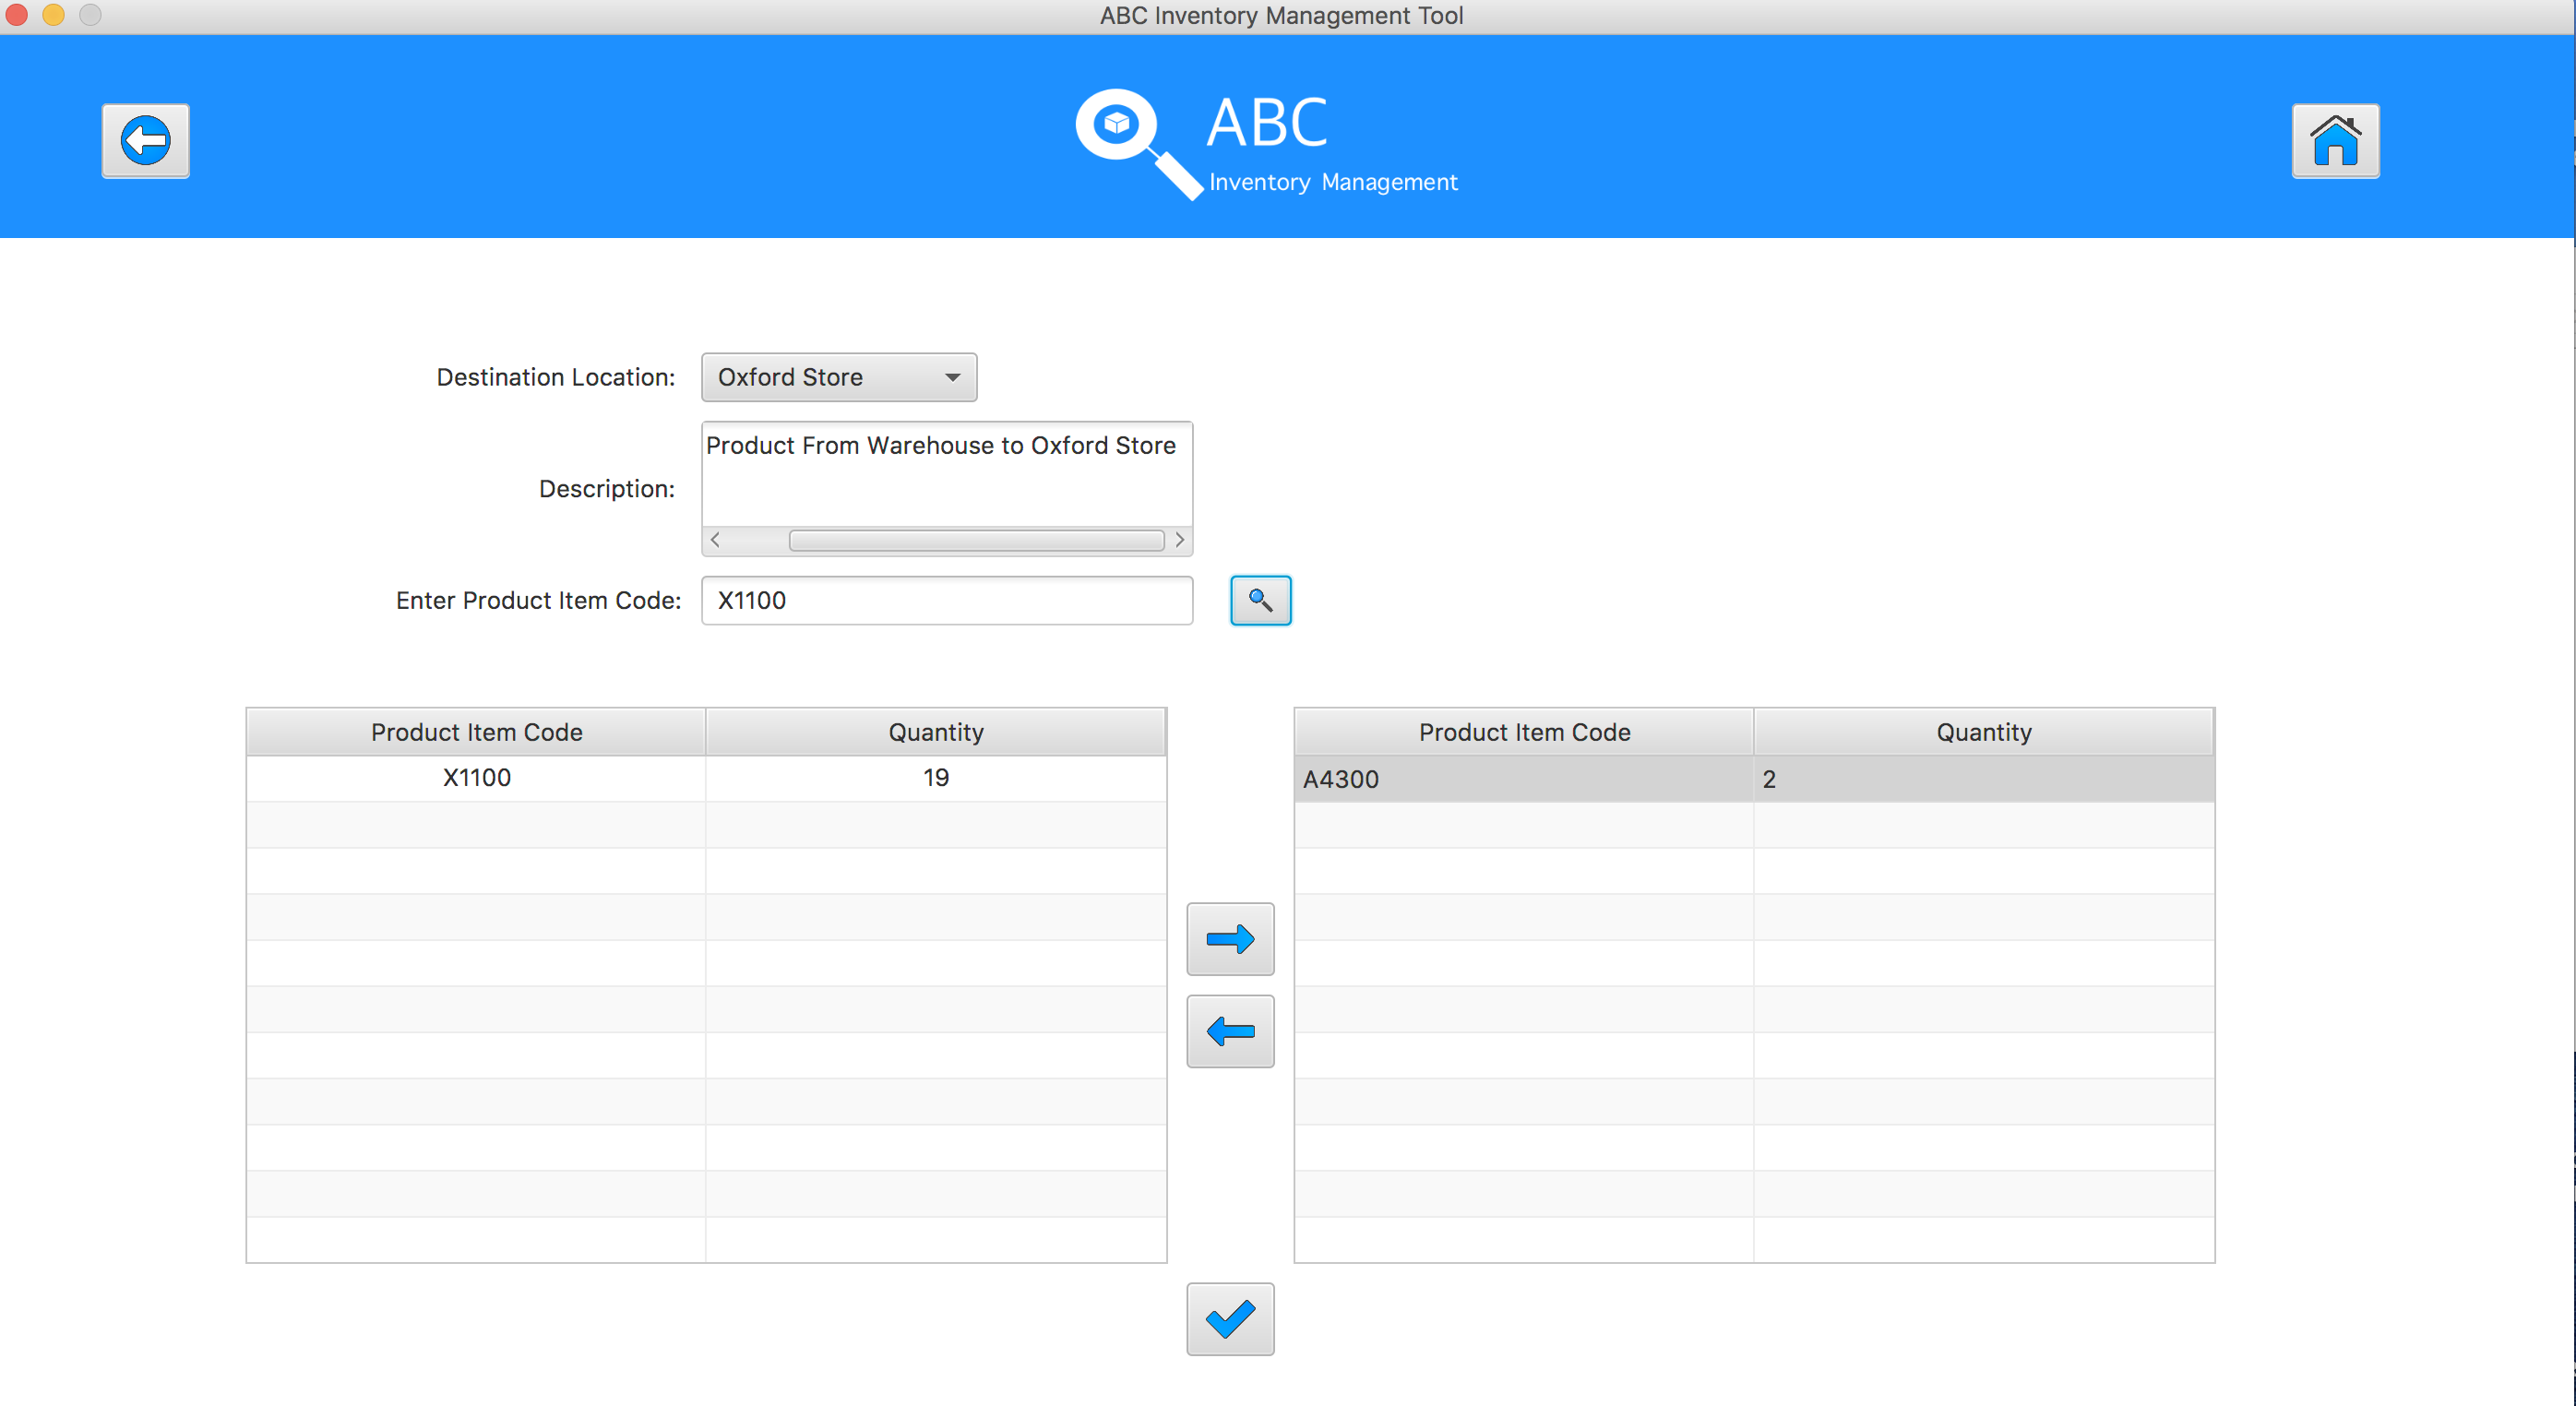 ABC Inventory Management Tool
ABC
Inventory Management
Destination Location: Oxford Store
Product From Warehouse to Oxford Store
Description:
Enter Product Item Code: X1100
Product Item Code Quantity Product Item Code Quantity
X1100 19 A4300 2